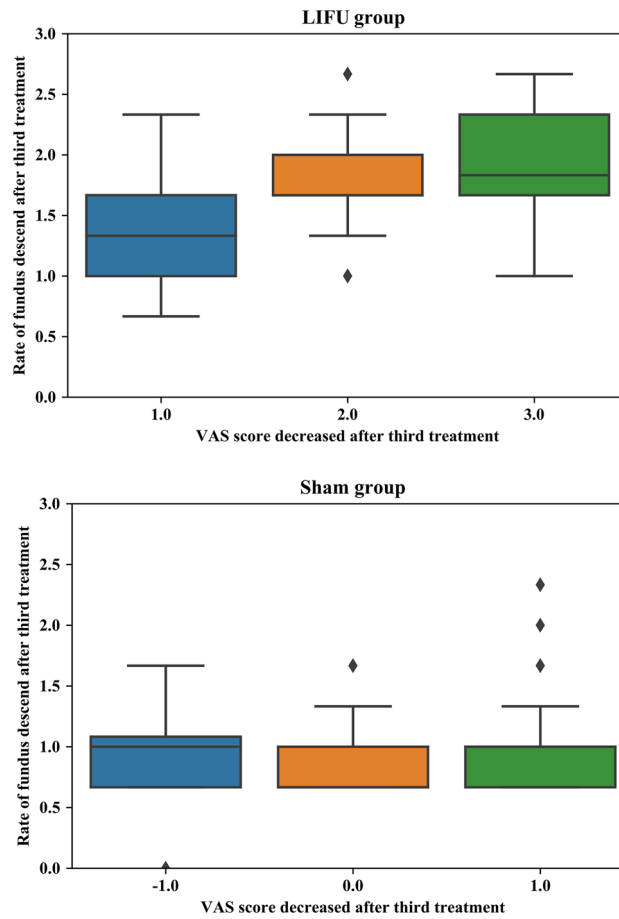 LIFU group
3.0
2.5
2.0
1.5
1.0
0.5
0.0
Rate of fundus descend after third treatment
1.0 2.0 3.0
VAS score decreased after third treatment
Sham group
3.0
2.5
2.0
1.5
1.0
0.5
0.0
Rate of fundus descend after third treatment
-1.0 0.0 1.0
VAS score decreased after third treatment